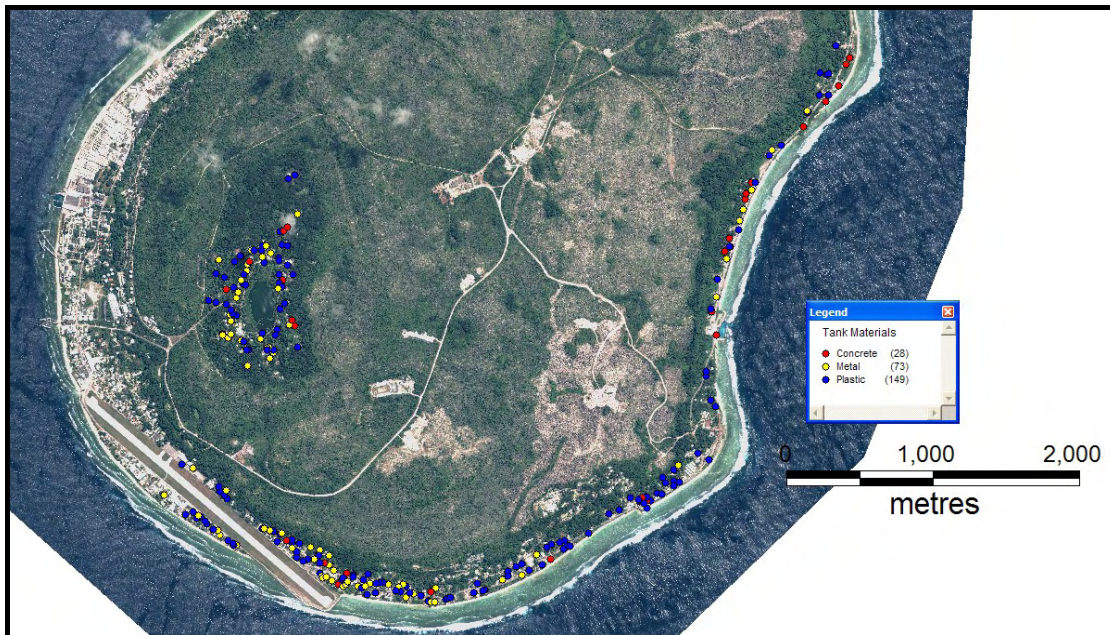 Legend
Tank Materials
Concrete (28)
Metal (73)
Plastic (149)
0 1,000 2,000
metres